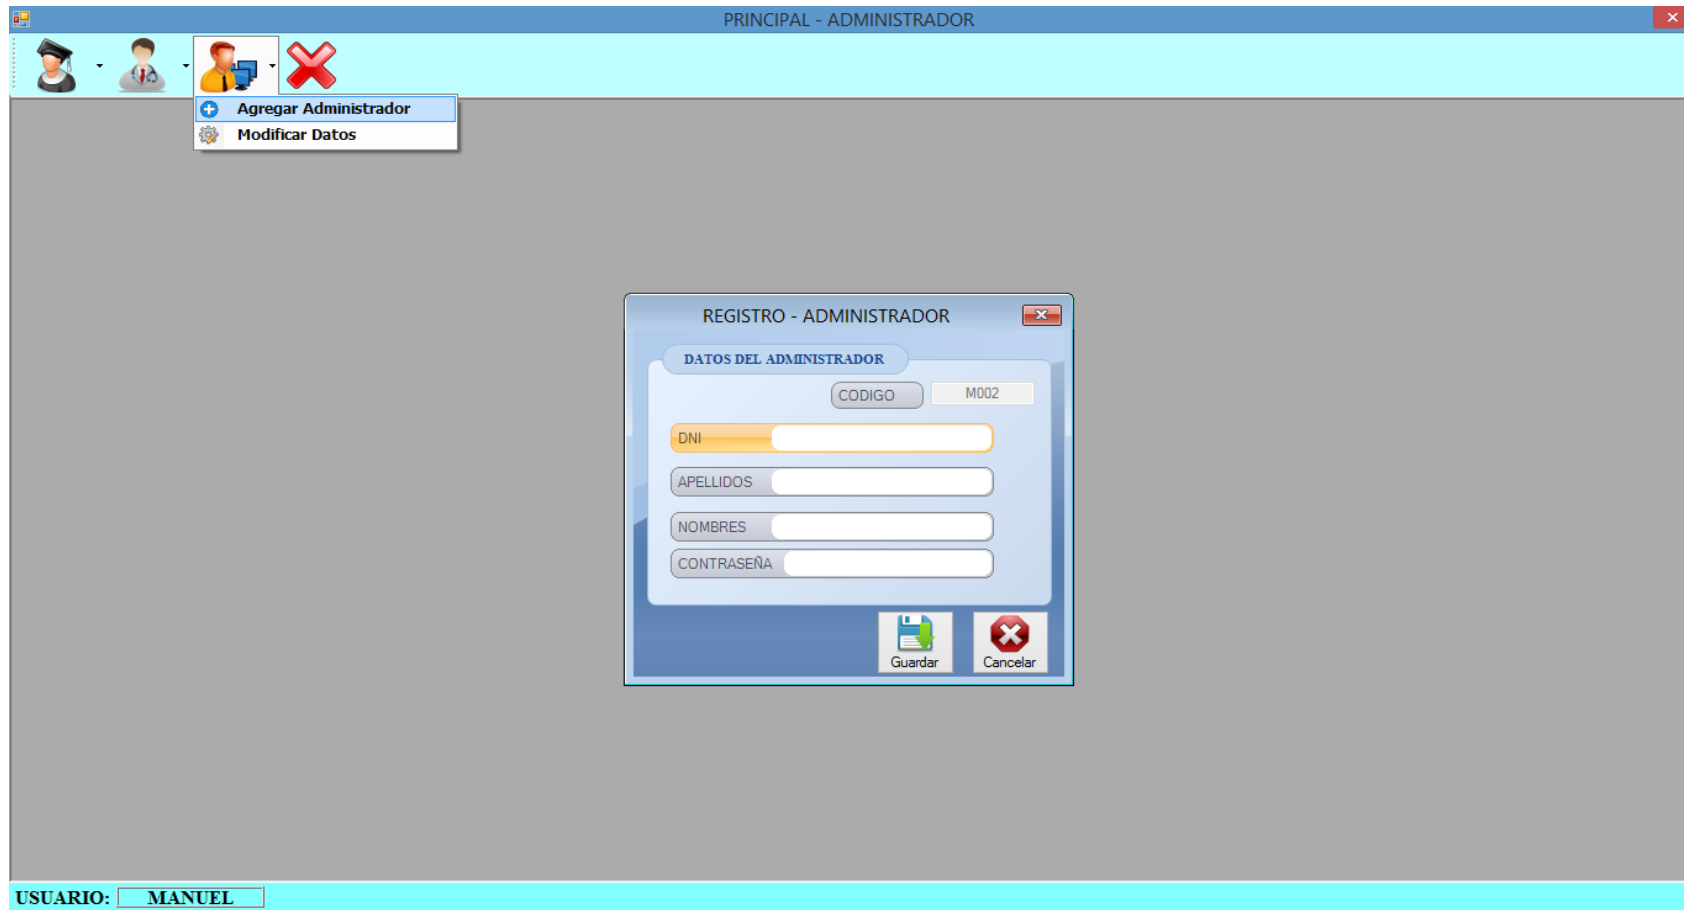 PRINCIPAL - ADMINISTRADOR
Agregar Administrador
Modificar Datos
REGISTRO - ADMINISTRADOR
DATOS DEL ADMINISTRADOR
CODIGO M002
DNI
APELLIDOS
NOMBRES
CONTRASEÑA
Guardar Cancelar
USUARIO: MANUEL